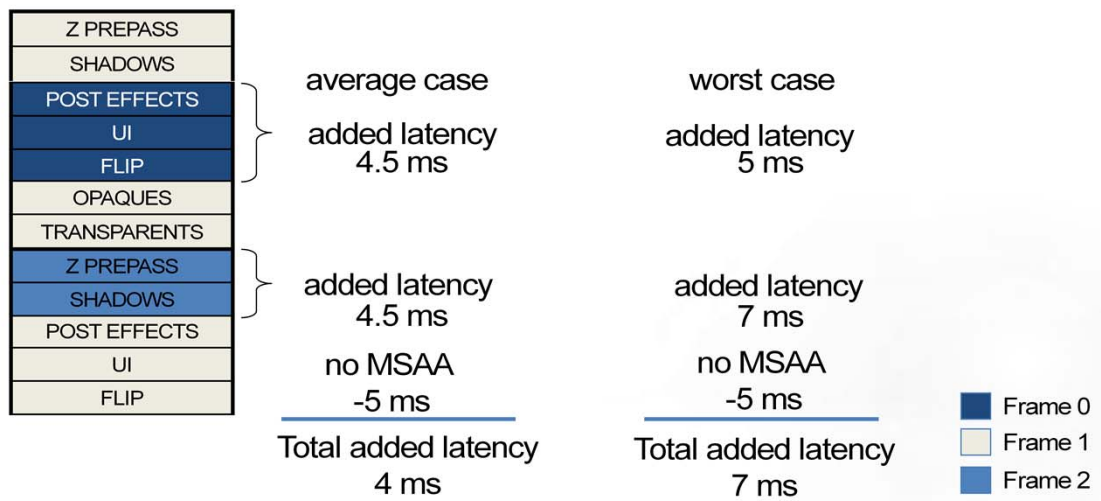 Z PREPASS
SHADOWS
POST EFFECTS
UI
FLIP
OPAQUES
TRANSPARENTS
Z PREPASS
SHADOWS
POST EFFECTS
UI
FLIP
average case
added latency
4.5 ms
added latency
4.5 ms
no MSAA
-5 ms
Total added latency
4 ms
worst case
added latency
5 ms
added latency
7 ms
no MSAA
-5 ms
Total added latency
7 ms
Frame 0
Frame 1
Frame 2